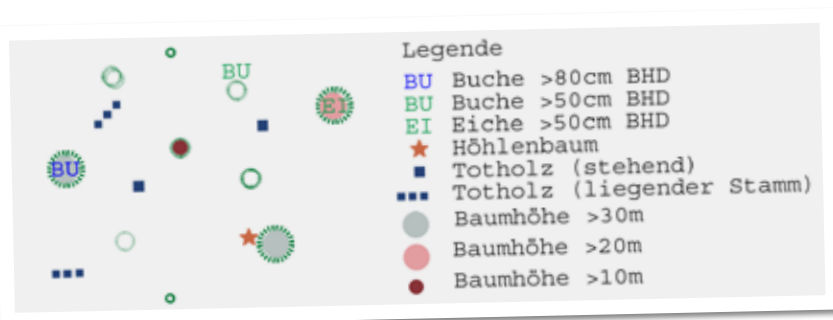 Legende
BU
BU Buche >80cm BHD
BU Buche >50cm BHD
EI
EI Eiche >50cm BHD
Höhlenbaum
BU
Totholz (stehend)
Totholz (liegender Stamm)
Baumhöhe >30m
Baumhöhe >20m
Baumhöhe >10m